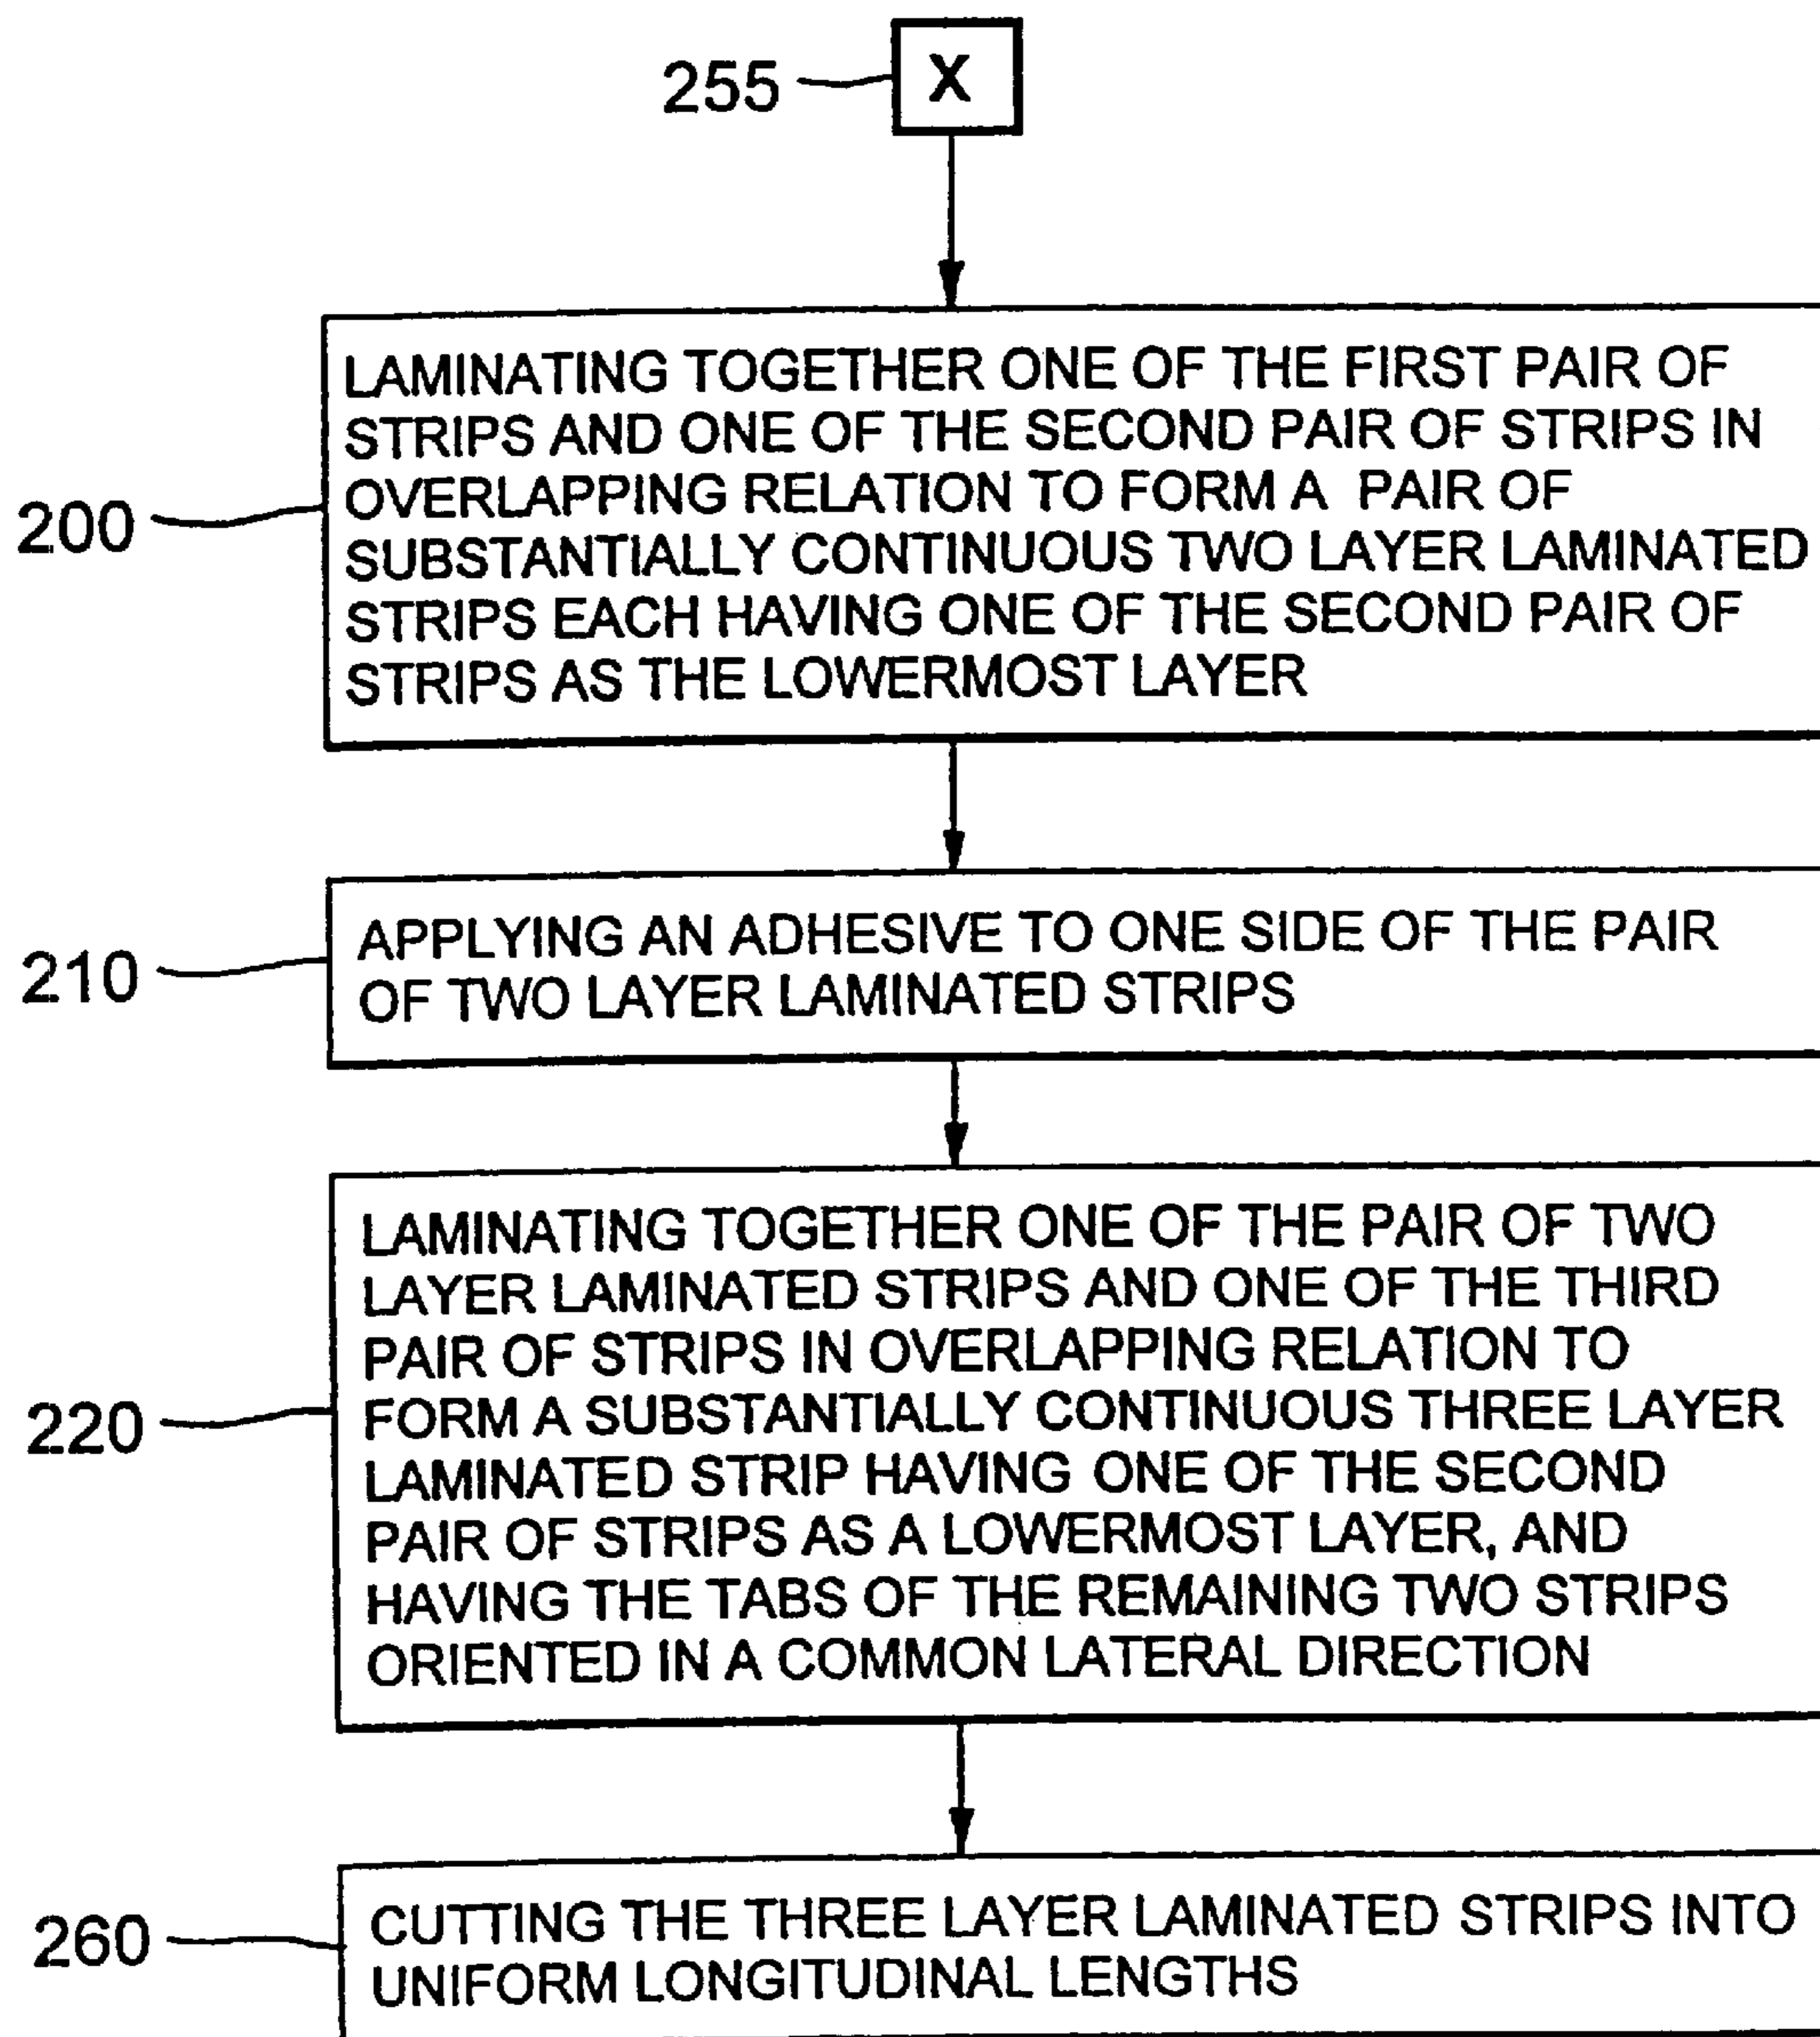 255
X
200
LAMINATING TOGETHER ONE OF THE FIRST PAIR OF
STRIPS AND ONE OF THE SECOND PAIR OF STRIPS IN
OVERLAPPING RELATION TO FORM A PAIR OF
SUBSTANTIALLY CONTINUOUS TWO LAYER LAMINATED
STRIPS EACH HAVING ONE OF THE SECOND PAIR OF
STRIPS AS THE LOWERMOST LAYER
210
APPLYING AN ADHESIVE TO ONE SIDE OF THE PAIR
OF TWO LAYER LAMINATED STRIPS
220
LAMINATING TOGETHER ONE OF THE PAIR OF TWO
LAYER LAMINATED STRIPS AND ONE OF THE THIRD
PAIR OF STRIPS IN OVERLAPPING RELATION TO
FORM A SUBSTANTIALLY CONTINUOUS THREE LAYER
LAMINATED STRIP HAVING ONE OF THE SECOND
PAIR OF STRIPS AS A LOWERMOST LAYER, AND
HAVING THE TABS OF THE REMAINING TWO STRIPS
ORIENTED IN A COMMON LATERAL DIRECTION
260
CUTTING THE THREE LAYER LAMINATED STRIPS INTO
UNIFORM LONGITUDINAL LENGTHS